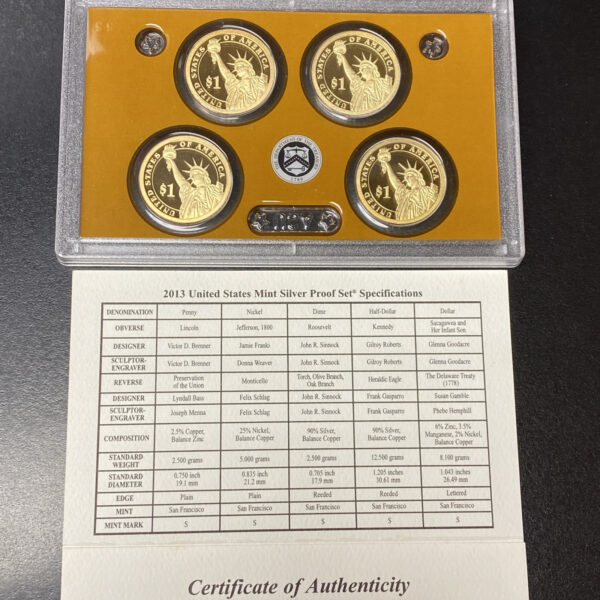 UNITED STATES OF AMERICA
$1
UNITED STATES OF AMERICA
$1
UNITED STATES OF AMERICA
$1
UNITED STATES OF AMERICA
$1
1789
2013 United States Mint Silver Proof Set® Specifications
DENOMINATION Penny Nickel Dime Half-Dollar Dollar
OBVERSE Lincoln Jefferson, 1800 Roosevelt Kennedy Sacagawea and Her Infant Son
DESIGNER Victor D. Brenner Jamie Franki John R. Sinnock Gilroy Roberts Glenna Goodacre
SCULPTOR-ENGRAVER Victor D. Brenner Donna Weaver John R. Sinnock Gilroy Roberts Glenna Goodacre
REVERSE Preservation of the Union Monticello Torch, Olive Branch, Oak Branch Heraldic Eagle The Delaware Treaty (1778)
DESIGNER Lyndall Bass Felix Schlag John R. Sinnock Frank Gasparro Susan Gamble
SCULPTOR-ENGRAVER Joseph Menna Felix Schlag John R. Sinnock Frank Gasparro Phebe Hemphill
COMPOSITION 2.5% Copper, Balance Zinc 25% Nickel, Balance Copper 90% Silver, Balance Copper 90% Silver, Balance Copper 6% Zinc, 3.5% Manganese, 2% Nickel, Balance Copper
STANDARD WEIGHT 2.500 grams 5.000 grams 2.500 grams 12.500 grams 8.100 grams
STANDARD DIAMETER 0.750 inch 19.1 mm 0.835 inch 21.2 mm 0.705 inch 17.9 mm 1.205 inches 30.61 mm 1.043 inches 26.49 mm
EDGE Plain Plain Reeded Reeded Lettered
MINT San Francisco San Francisco San Francisco San Francisco San Francisco
MINT MARK S S S S S
Certificate of Authenticity